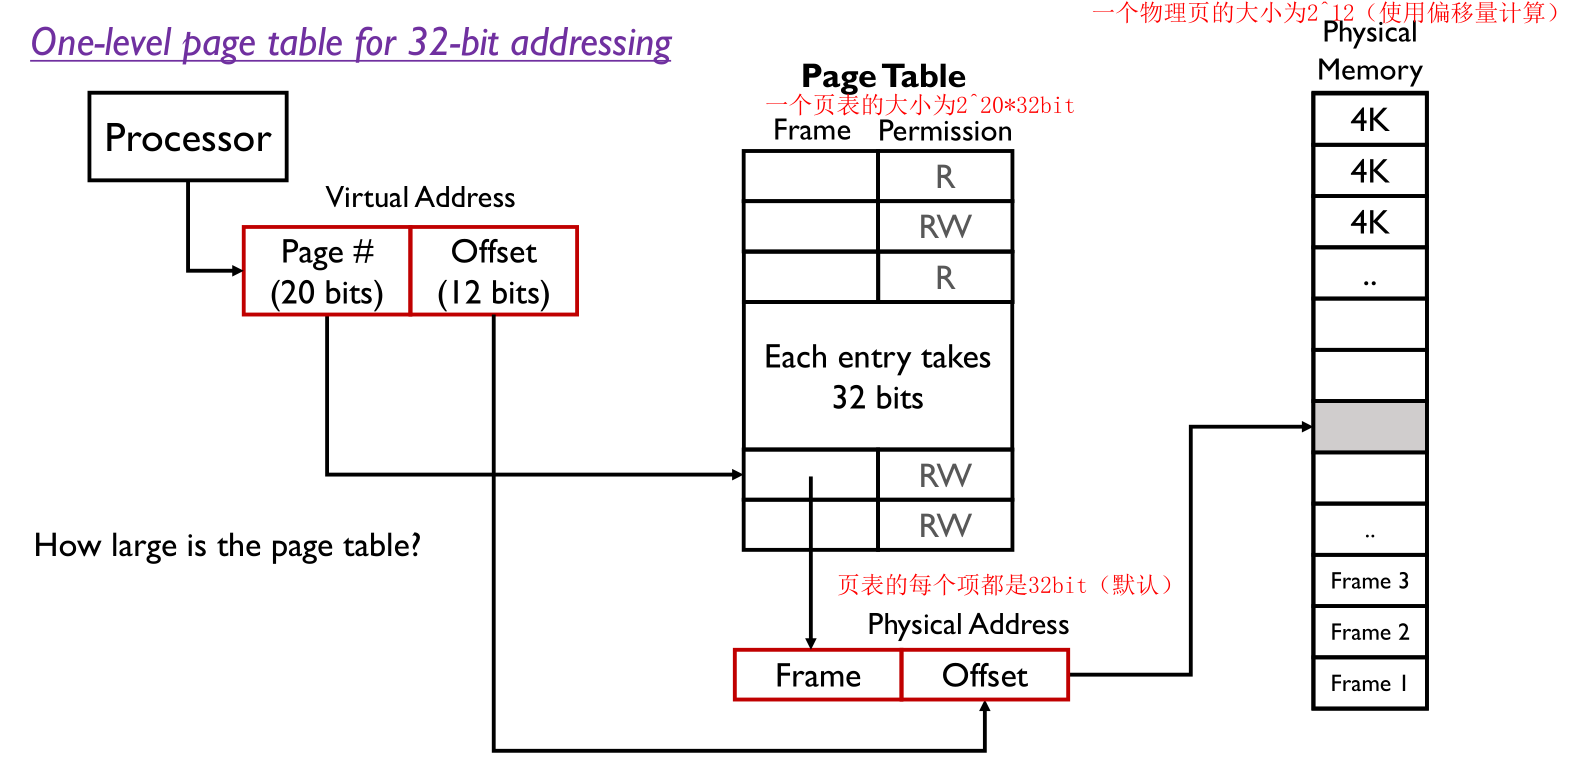 一个物理页的大小为2^12（使用偏移量计算）
One-level page table for 32-bit addressing
Physical
Memory
Page Table
一个页表的大小为2^20*32bit
Frame
Permission
Processor
Virtual Address
Page #
(20 bits)
Offset
(12 bits)
R
RW
R
Each entry takes
32 bits
RW
RW
4K
4K
4K
..
..
Frame 3
Frame 2
Frame 1
How large is the page table?
页表的每个项都是32bit（默认）
Physical Address
Frame
Offset